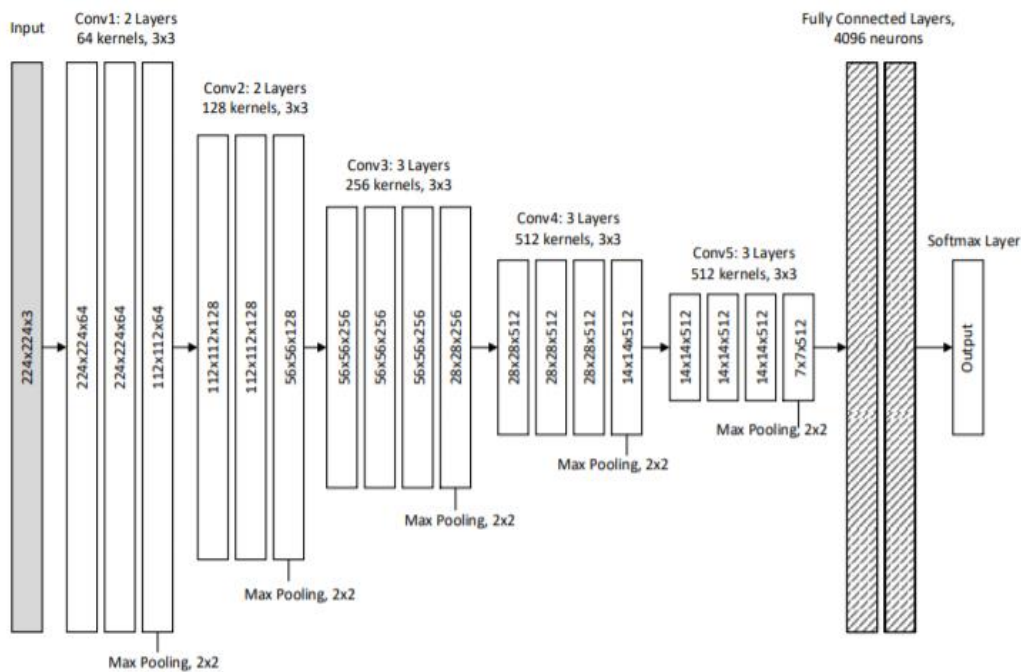 Input
Conv1: 2 Layers
64 kernels, 3x3
224x224x3
224x224x64
224x224x64
112x112x64
Max Pooling, 2x2
Conv2: 2 Layers
128 kernels, 3x3
112x112x128
112x112x128
56x56x128
Max Pooling, 2x2
Conv3: 3 Layers
256 kernels, 3x3
56x56x256
56x56x256
56x56x256
28x28x256
Max Pooling, 2x2
Conv4: 3 Layers
512 kernels, 3x3
28x28x512
28x28x512
28x28x512
14x14x512
Max Pooling, 2x2
Conv5: 3 Layers
512 kernels, 3x3
14x14x512
14x14x512
14x14x512
7x7x512
Max Pooling, 2x2
Fully Connected Layers,
4096 neurons
Softmax Layer
Output